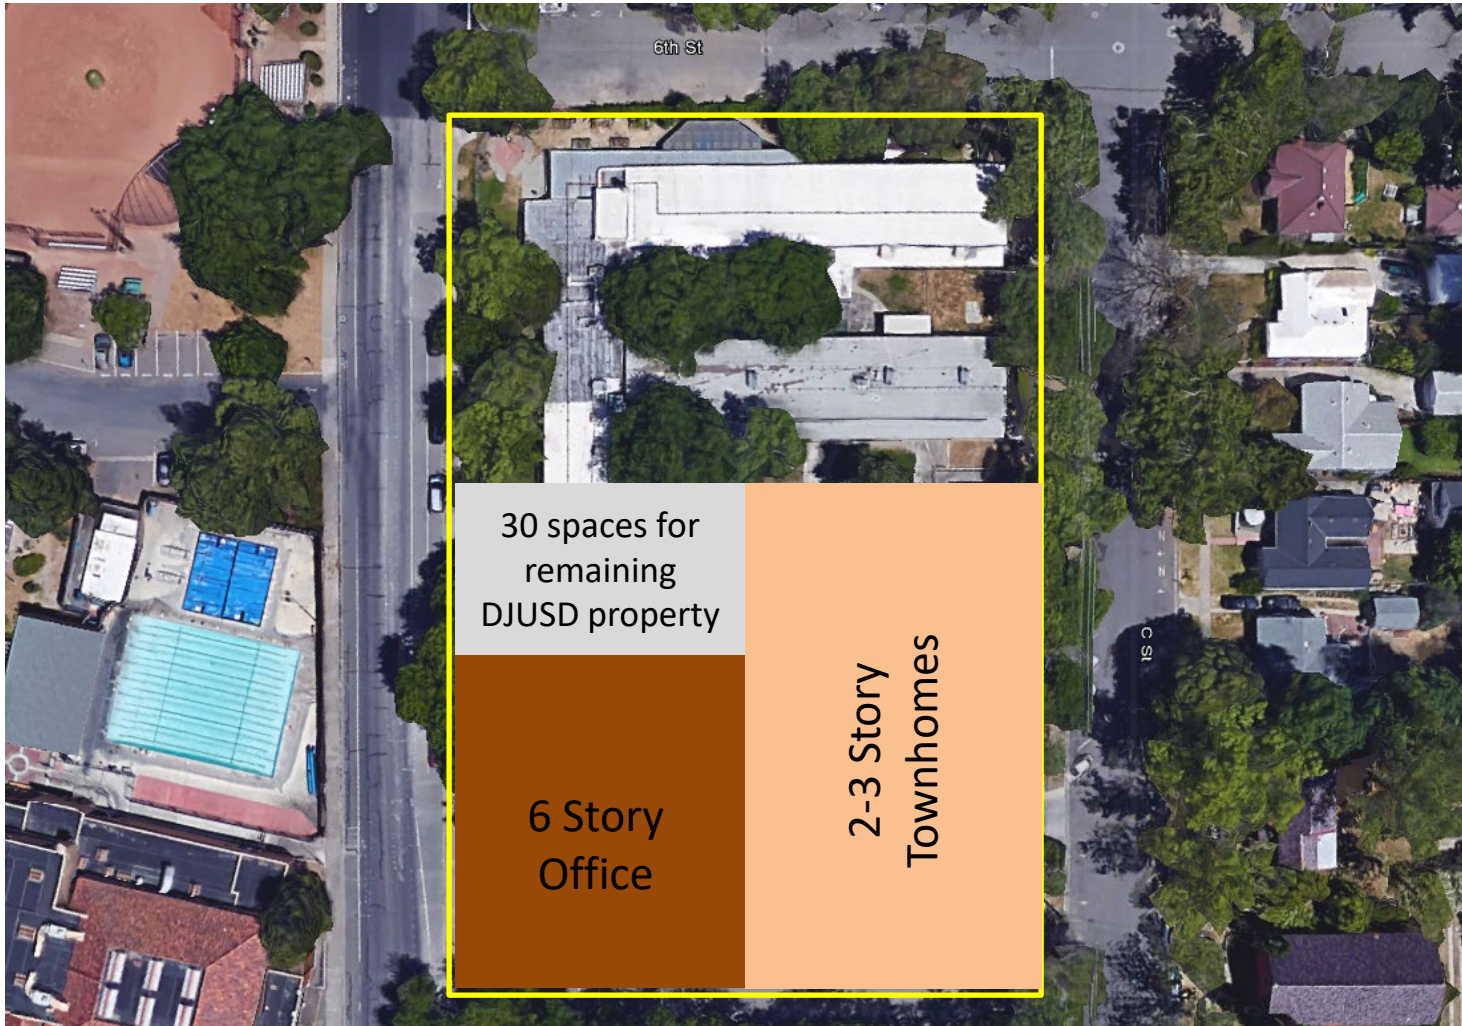 6th St
30 spaces for
remaining
DJUSD property
6 Story
Office
2-3 Story
Townhomes
C St